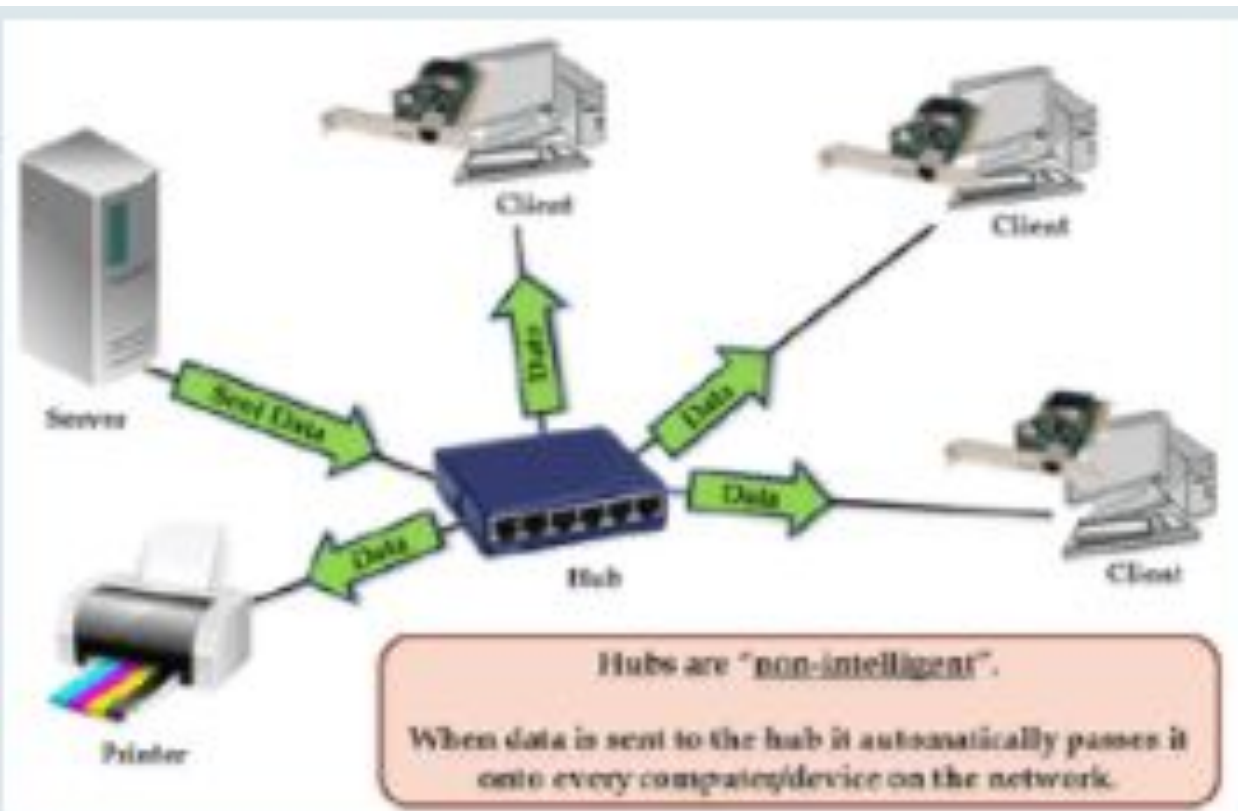 Client
Client
Server
Sent Data
Data
Data
Data
Data
Hub
Client
Printer
Hubs are "non-intelligent".
When data is sent to the hub it automatically passes it
onto every computer/device on the network.